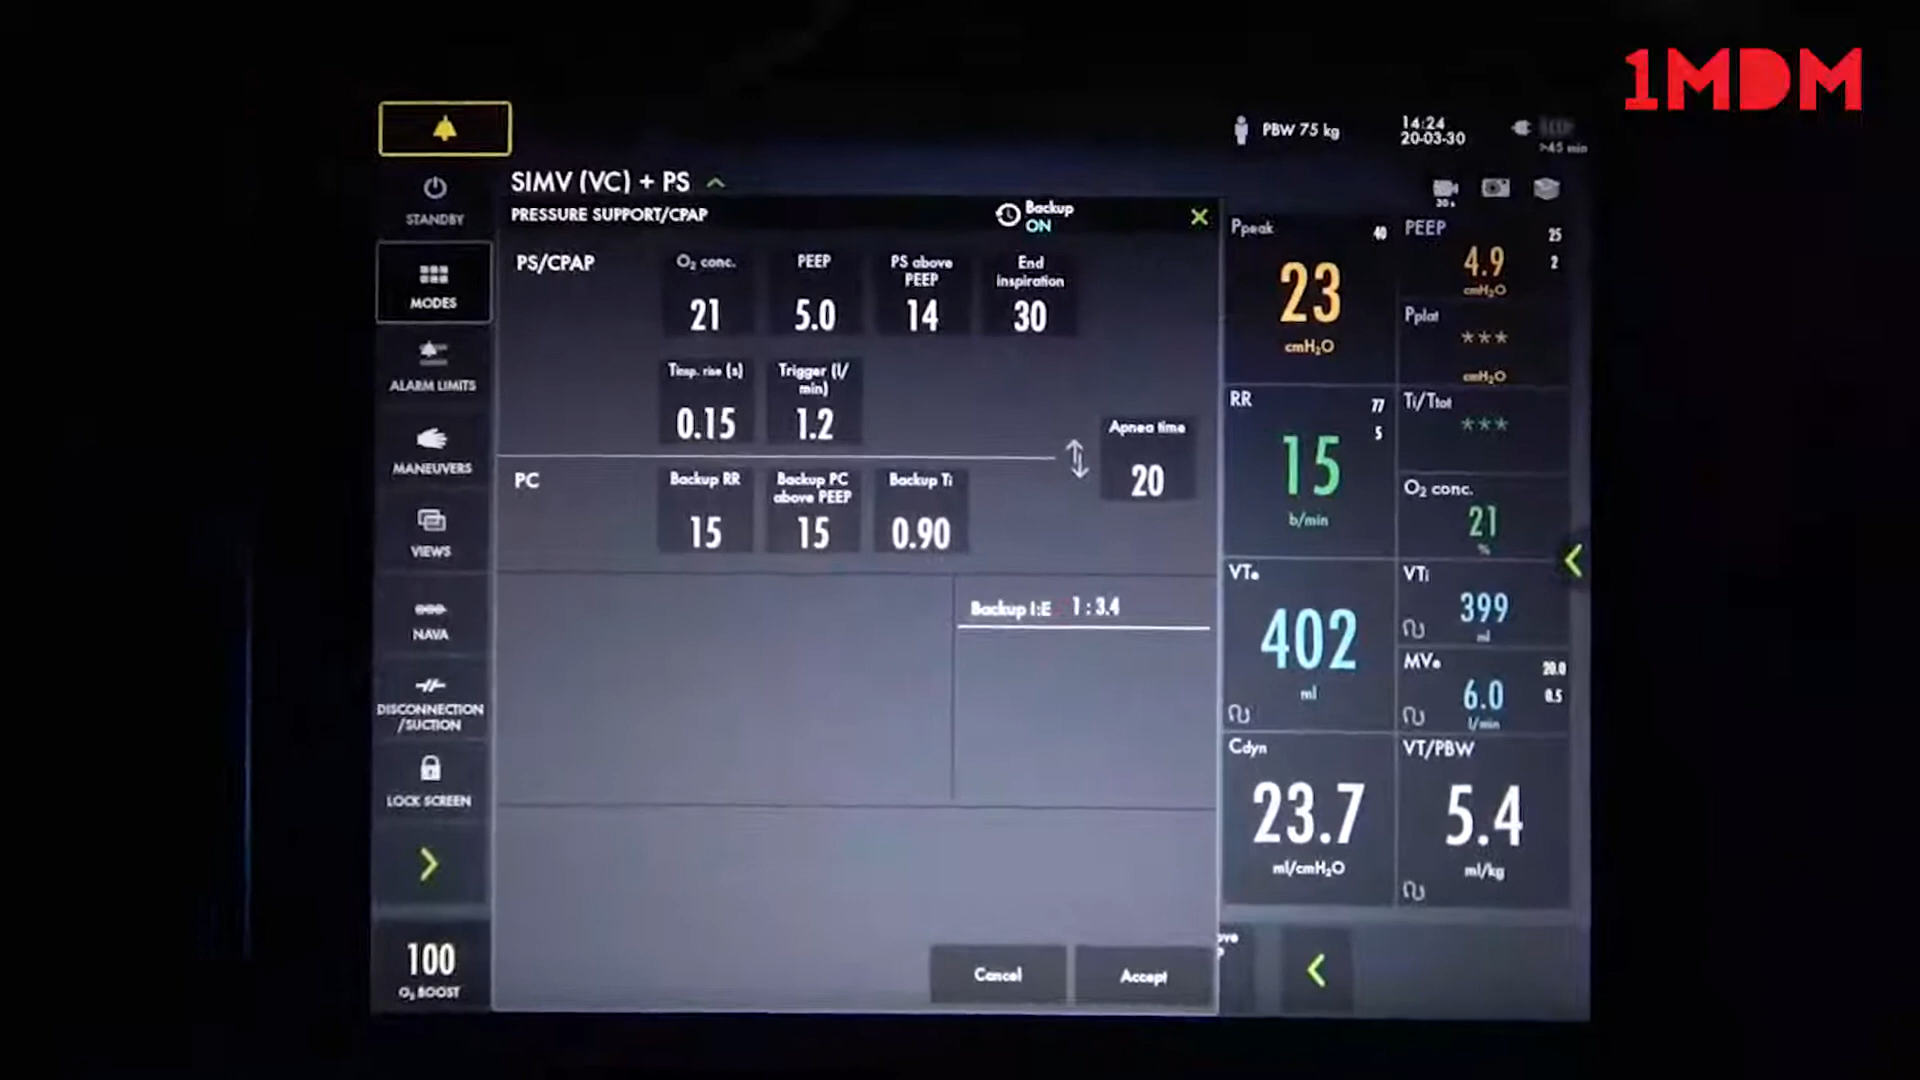 1MDM
PBW 75 kg
14:24
20-03-30
>45 min
STANDBY
MODES
ALARM LIMITS
MANEUVERS
VIEWS
NAVA
DISCONNECTION
/SUCTION
LOCK SCREEN
100
O₂ BOOST
SIMV (VC) + PS
PRESSURE SUPPORT/CPAP
Backup
ON
PS/CPAP
O₂ conc.
21
PEEP
5.0
PS above
PEEP
14
End
inspiration
30
Tinsp. rise (s)
0.15
Trigger (l/
min)
1.2
Apnea time
20
PC
Backup RR
15
Backup PC
above PEEP
15
Backup Ti
0.90
Backup I:E 1 : 3.4
Cancel
Accept
30 s
Ppeak
40
23
cmH₂O
PEEP
25
2
4.9
cmH₂O
Pplat
***
cmH₂O
RR
77
5
15
b/min
Ti/Ttot
***
O₂ conc.
21
%
VTe
402
ml
VTi
399
ml
MVe
20.0
0.5
6.0
l/min
Cdyn
23.7
ml/cmH₂O
VT/PBW
5.4
ml/kg